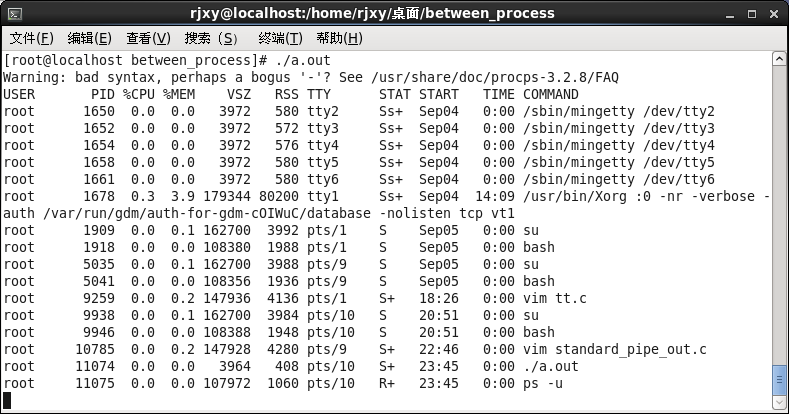 rjxy@localhost:/home/rjxy/桌面/between_process
文件(F) 编辑(E) 查看(V) 搜索 (S) 终端(T) 帮助(H)
[root@localhost between_process]# ./a.out
Warning: bad syntax, perhaps a bogus '-'? See /usr/share/doc/procps-3.2.8/FAQ
USER       PID %CPU %MEM    VSZ   RSS TTY      STAT START   TIME COMMAND
root      1650  0.0  0.0   3972   580 tty2     Ss+  Sep04   0:00 /sbin/mingetty /dev/tty2
root      1652  0.0  0.0   3972   572 tty3     Ss+  Sep04   0:00 /sbin/mingetty /dev/tty3
root      1654  0.0  0.0   3972   576 tty4     Ss+  Sep04   0:00 /sbin/mingetty /dev/tty4
root      1658  0.0  0.0   3972   580 tty5     Ss+  Sep04   0:00 /sbin/mingetty /dev/tty5
root      1661  0.0  0.0   3972   580 tty6     Ss+  Sep04   0:00 /sbin/mingetty /dev/tty6
root      1678  0.3  3.9 179344 80200 tty1     Ss+  Sep04  14:09 /usr/bin/Xorg :0 -nr -verbose -
auth /var/run/gdm/auth-for-gdm-cOIWuC/database -nolisten tcp vt1
root      1909  0.0  0.1 162700  3992 pts/1    S    Sep05   0:00 su
root      1918  0.0  0.0 108380  1988 pts/1    S    Sep05   0:00 bash
root      5035  0.0  0.1 162700  3988 pts/9    S    Sep05   0:00 su
root      5041  0.0  0.0 108356  1936 pts/9    S    Sep05   0:00 bash
root      9259  0.0  0.2 147936  4136 pts/1    S+   18:26   0:00 vim tt.c
root      9938  0.0  0.1 162700  3984 pts/10   S    20:51   0:00 su
root      9946  0.0  0.0 108388  1948 pts/10   S    20:51   0:00 bash
root     10785  0.0  0.2 147928  4280 pts/9    S+   22:46   0:00 vim standard_pipe_out.c
root     11074  0.0  0.0   3964   408 pts/10   S+   23:45   0:00 ./a.out
root     11075  0.0  0.0 107972  1060 pts/10   R+   23:45   0:00 ps -u